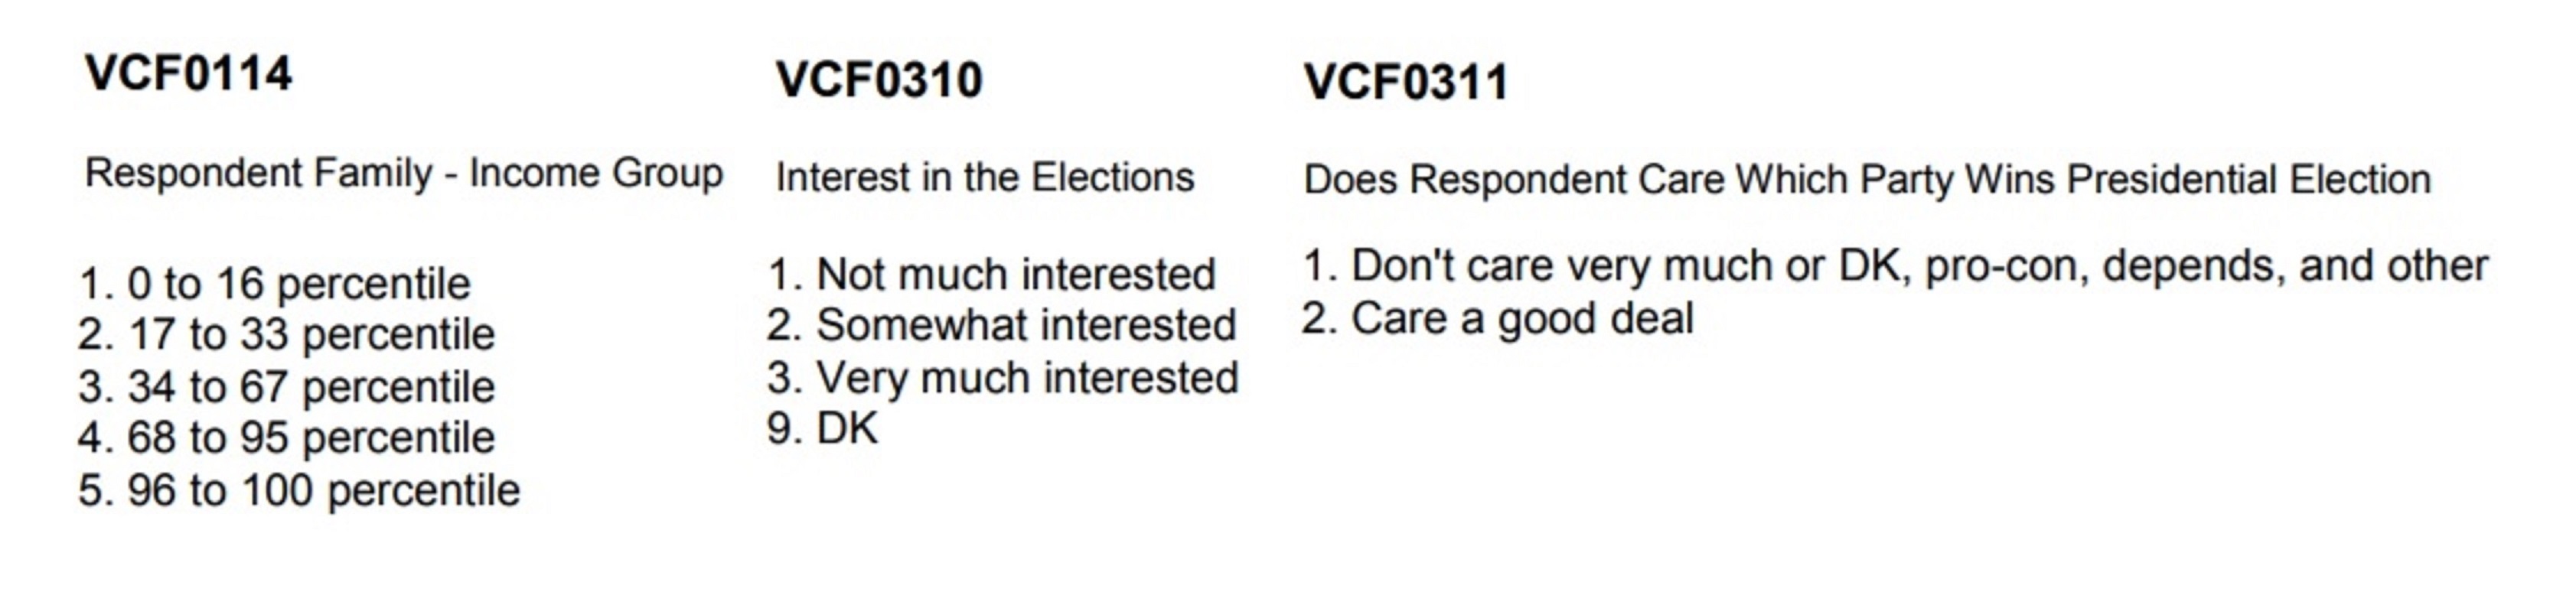 VCF0114
Respondent Family - Income Group
1. 0 to 16 percentile
2. 17 to 33 percentile
3. 34 to 67 percentile
4. 68 to 95 percentile
5. 96 to 100 percentile
VCF0310
Interest in the Elections
1. Not much interested
2. Somewhat interested
3. Very much interested
9. DK
VCF0311
Does Respondent Care Which Party Wins Presidential Election
1. Don't care very much or DK, pro-con, depends, and other
2. Care a good deal